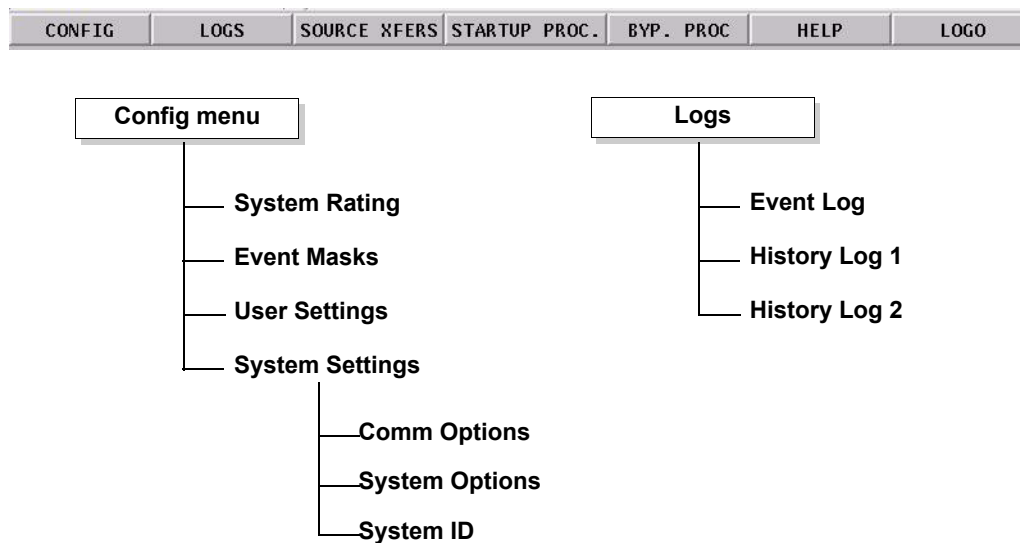 CONFIG LOGS SOURCE XFERS STARTUP PROC. BYP. PROC HELP LOGO
Config menu
System Rating
Event Masks
User Settings
System Settings
Comm Options
System Options
System ID
Logs
Event Log
History Log 1
History Log 2